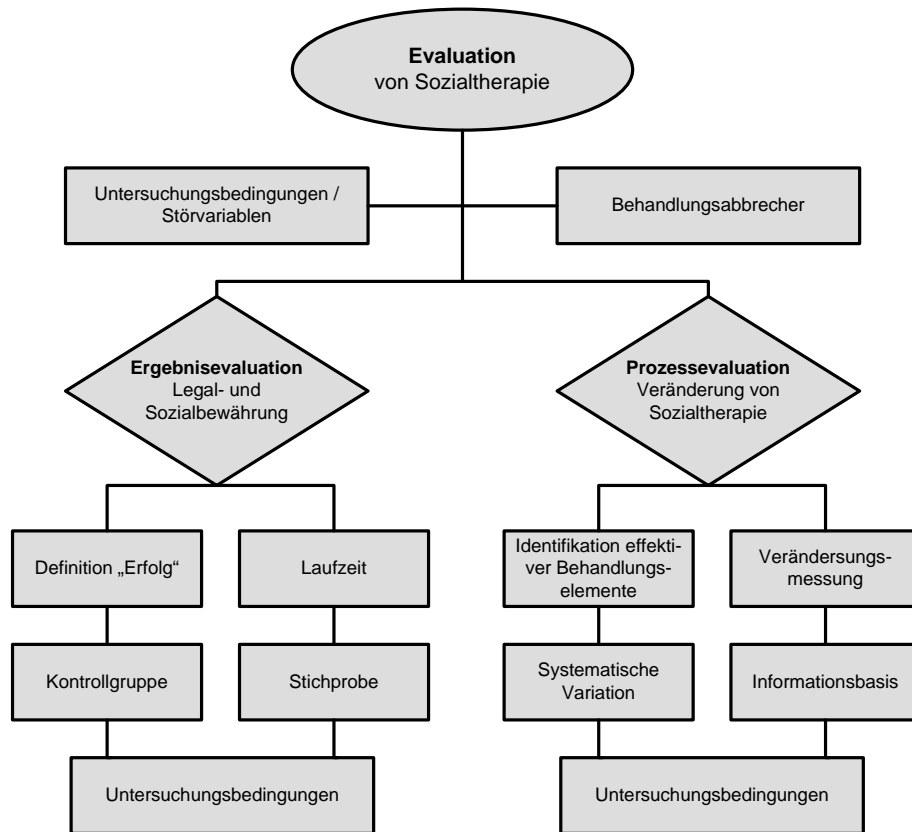 Evaluation
von Sozialtherapie
Untersuchungsbedingungen /
Störvariablen
Behandlungsabbrecher
Ergebnisevaluation
Legal- und
Sozialbewährung
Prozessevaluation
Veränderung von
Sozialtherapie
Definition „Erfolg“
Laufzeit
Identifikation effekti-
ver Behandlungs-
elemente
Verändersungs-
messung
Kontrollgruppe
Stichprobe
Systematische
Variation
Informationsbasis
Untersuchungsbedingungen
Untersuchungsbedingungen